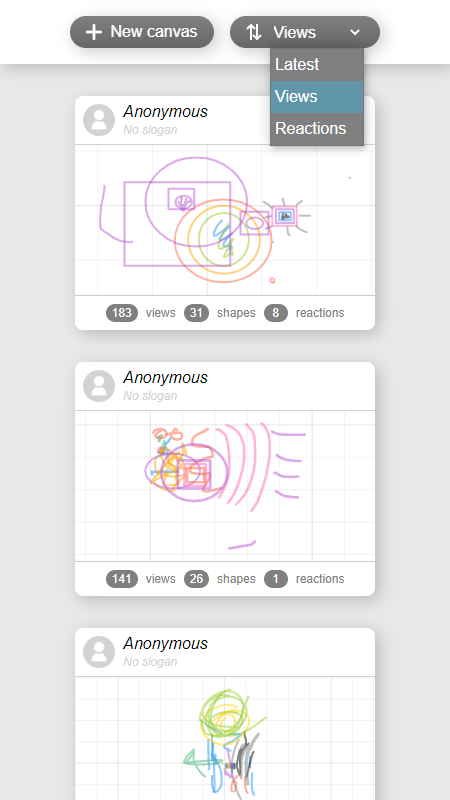 New canvas
Views
Latest
Views
Reactions
Anonymous
No slogan
183 views 31 shapes 8 reactions
Anonymous
No slogan
141 views 26 shapes 1 reactions
Anonymous
No slogan